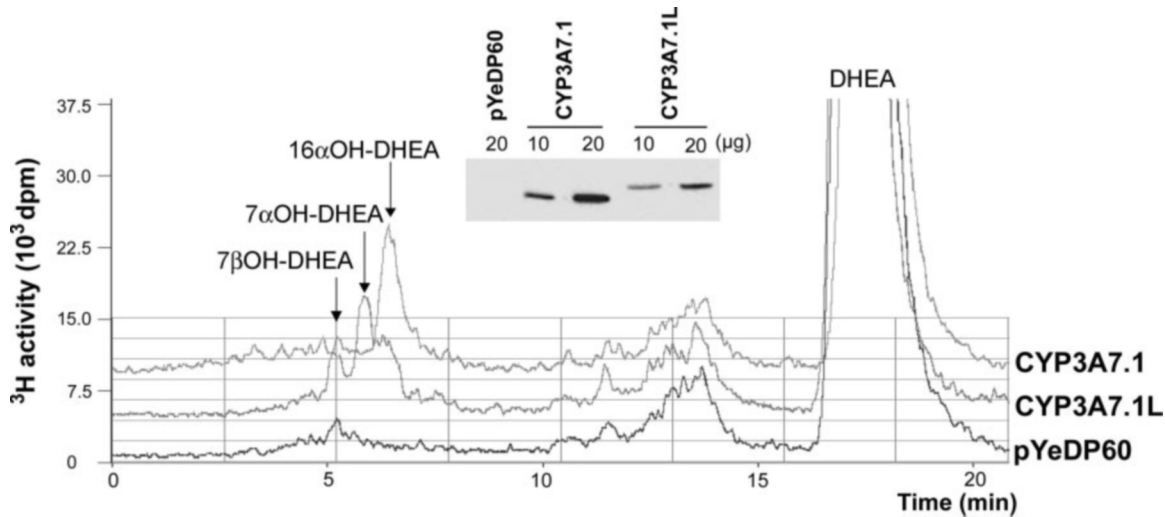 pYeDP60
CYP3A7.1
CYP3A7.1L
20 10 20 10 20 (μg)
DHEA
16αOH-DHEA
7αOH-DHEA
7βOH-DHEA
³H activity (10³ dpm)
37.5
30.0
22.5
15.0
7.5
0
CYP3A7.1
CYP3A7.1L
pYeDP60
0 5 10 15 20
Time (min)